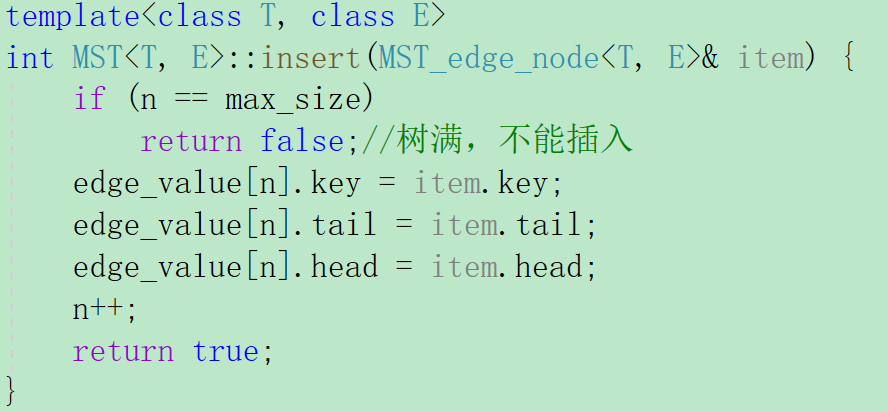 template<class T, class E>
int MST<T, E>::insert(MST_edge_node<T, E>& item) {
    if (n == max_size)
        return false;//树满，不能插入
    edge_value[n].key = item.key;
    edge_value[n].tail = item.tail;
    edge_value[n].head = item.head;
    n++;
    return true;
}